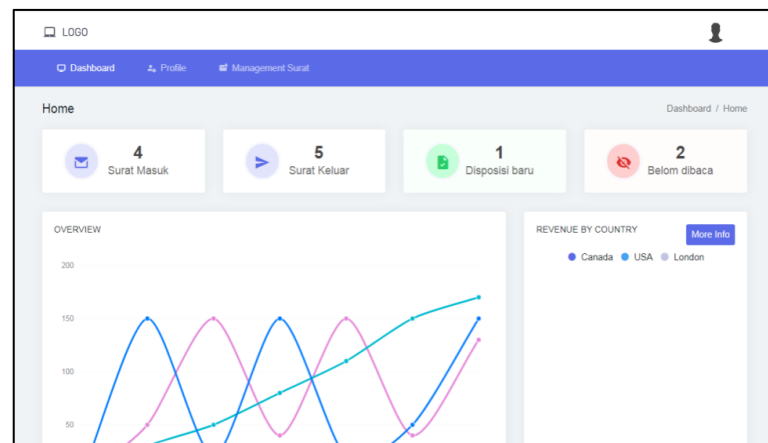 LOGO
Dashboard Profile Management Surat
Home Dashboard / Home
4 5 1 2
Surat Masuk Surat Keluar Disposisi baru Belom dibaca
OVERVIEW REVENUE BY COUNTRY More Info
Canada USA London
200
150
100
50